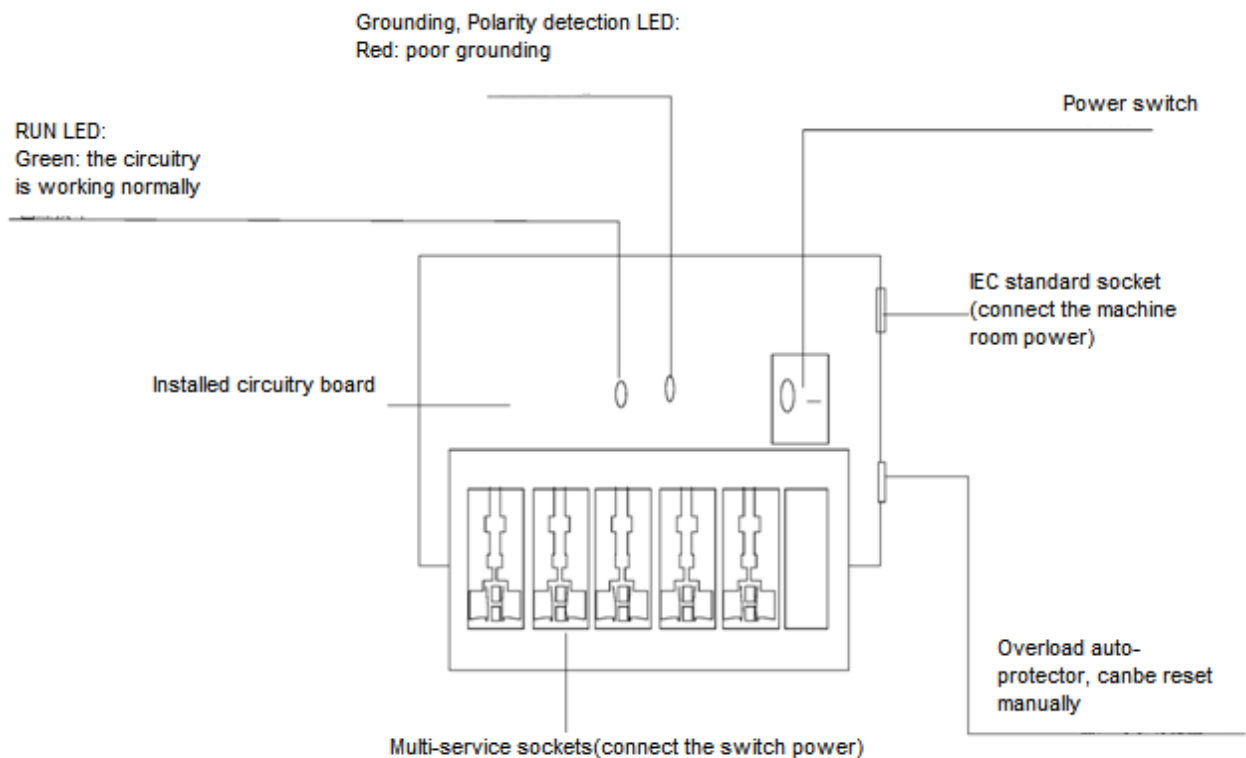 Grounding, Polarity detection LED:
Red: poor grounding
Power switch
RUN LED:
Green: the circuitry
is working normally
IEC standard socket
(connect the machine
room power)
Installed circuitry board
Overload auto-
protector, canbe reset
manually
Multi-service sockets(connect the switch power)